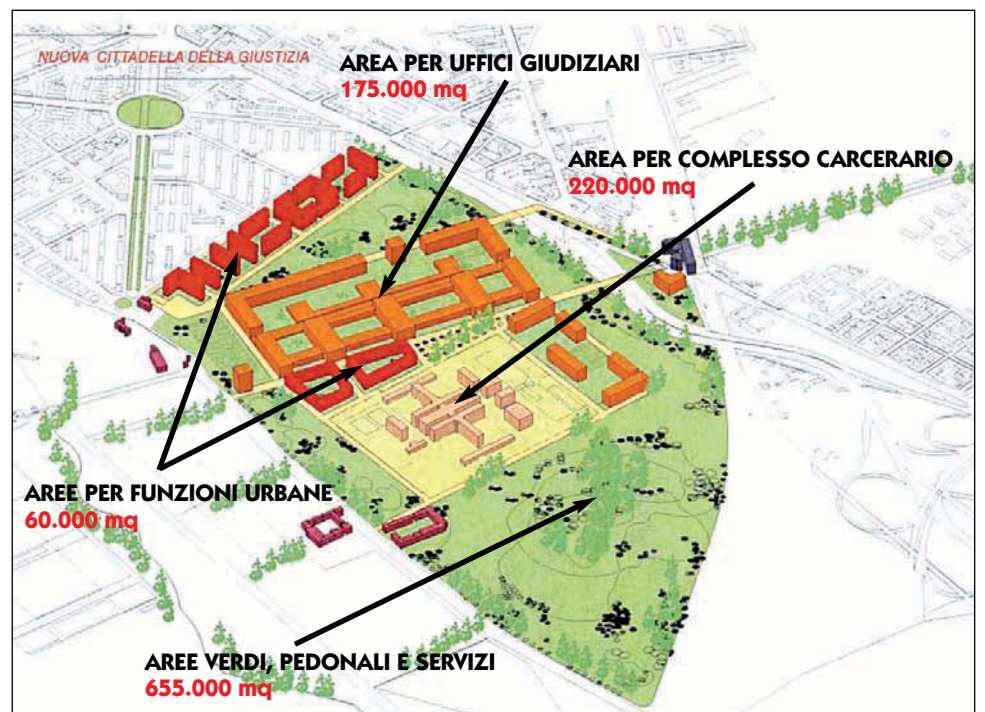 NUOVA CITTADELLA DELLA GIUSTIZIA
AREA PER UFFICI GIUDIZIARI
175.000 mq
AREA PER COMPLESSO CARCERARIO
220.000 mq
AREE PER FUNZIONI URBANE
60.000 mq
AREE VERDI, PEDONALI E SERVIZI
655.000 mq